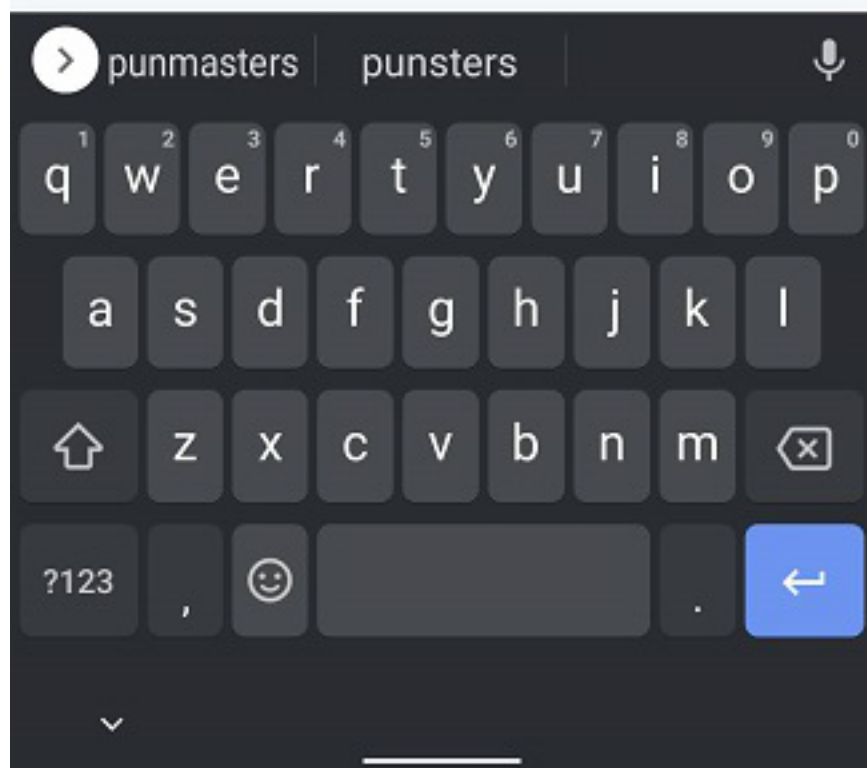 punmasters punsters
q 1 w 2 e 3 r 4 t 5 y 6 u 7 i 8 o 9 p 0
a s d f g h j k l
z x c v b n m
?123 , .